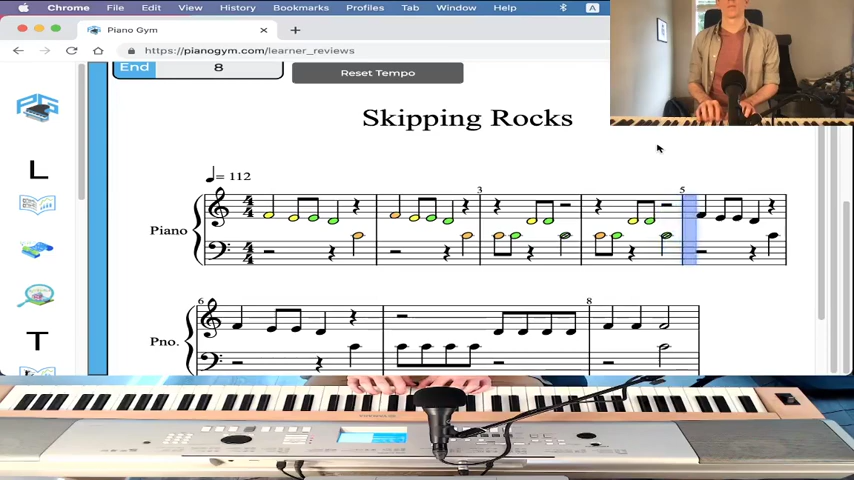 Chrome File Edit View History Bookmarks Profiles Tab Window A
Piano Gym
https://pianogym.com/learner_reviews
End 8
Reset Tempo
Skipping Rocks
= 112
3
5
Piano
6
8
Pno.
L
T